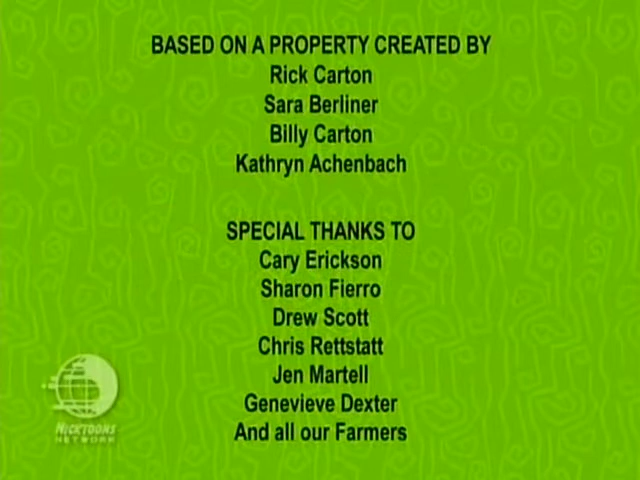 BASED ON A PROPERTY CREATED BY
Rick Carton
Sara Berliner
Billy Carton
Kathryn Achenbach
SPECIAL THANKS TO
Cary Erickson
Sharon Fierro
Drew Scott
Chris Rettstatt
Jen Martell
Genevieve Dexter
And all our Farmers
NICKTOONS
NETWORK